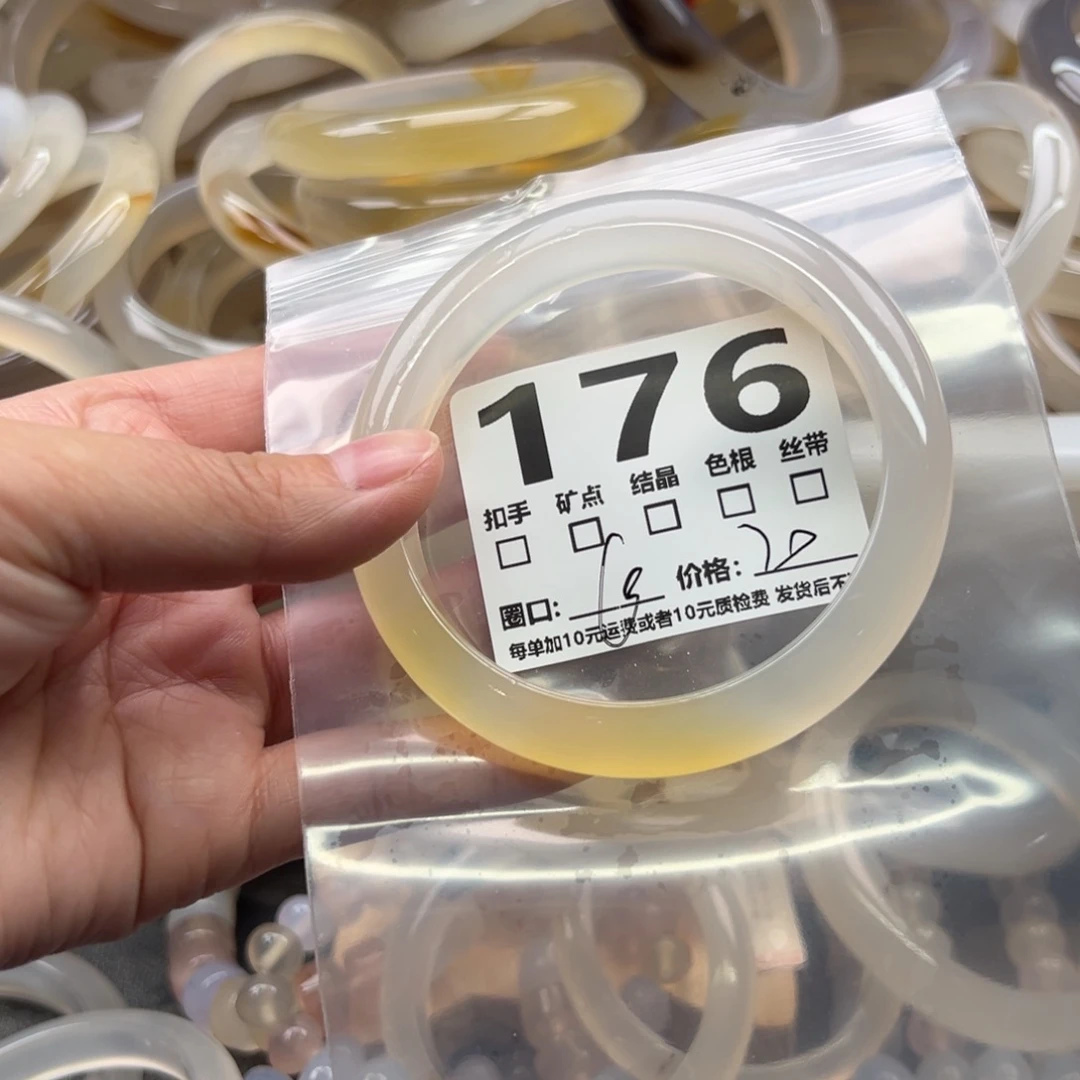 176
扣手 矿点 结晶 色根 丝带
圈口: 价格:
每单加10元运费或者10元质检费 发货后不